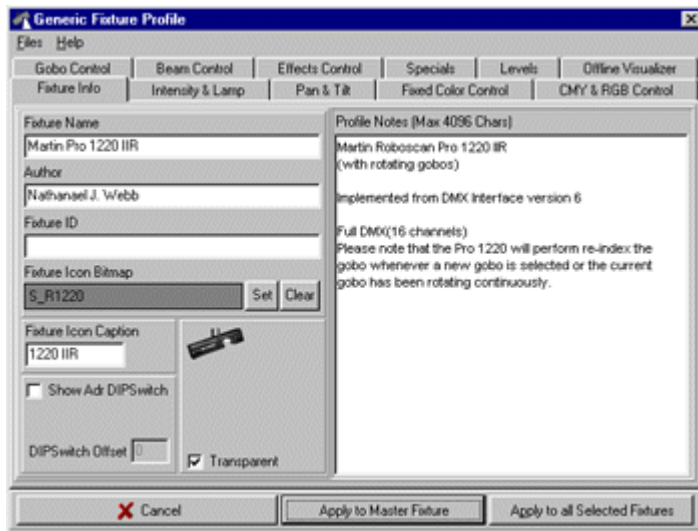 Generic Fixture Profile
Files Help
Gobo Control Beam Control Effects Control Specials Levels Offline Visualizer
Fixture Info Intensity & Lamp Pan & Tilt Fixed Color Control CMY & RGB Control
Fixture Name
Martin Pro 1220 IIR
Author
Nathanael J. Webb
Fixture ID
Fixture Icon Bitmap
S_R1220 Set Clear
Fixture Icon Caption
1220 IIR
Show Adr DIPSwitch
DIPSwitch Offset 0
Transparent
Profile Notes (Max 4096 Chars)
Martin Roboscan Pro 1220 IIR
(with rotating gobos)
Implemented from DMX Interface version 6
Full DMX(16 channels)
Please note that the Pro 1220 will perform re-index the
gobo whenever a new gobo is selected or the current
gobo has been rotating continuously.
Cancel Apply to Master Fixture Apply to all Selected Fixtures